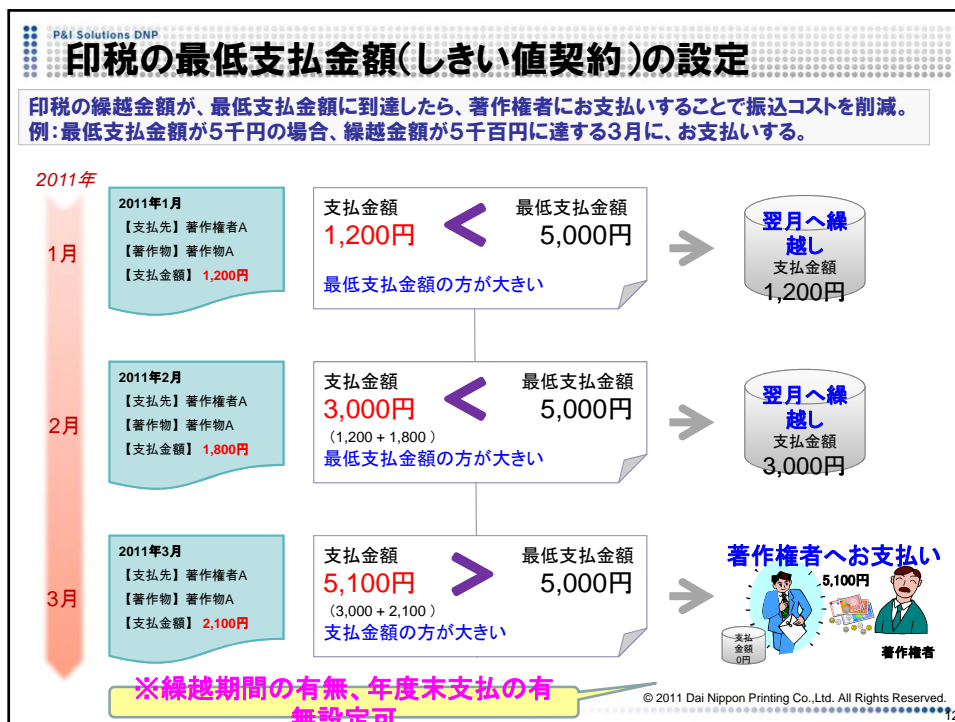 P&I Solutions DNP
印税の最低支払金額(しきい値契約)の設定
印税の繰越金額が、最低支払金額に到達したら、著作権者にお支払いすることで振込コストを削減。
例:最低支払金額が5千円の場合、繰越金額が5千百円に達する3月に、お支払いする。
2011年
1月
2011年1月
【支払先】著作権者A
【著作物】著作物A
【支払金額】 1,200円
支払金額
1,200円
<
最低支払金額
5,000円
最低支払金額の方が大きい
翌月へ繰
越し
支払金額
1,200円
2月
2011年2月
【支払先】著作権者A
【著作物】著作物A
【支払金額】 1,800円
支払金額
3,000円
(1,200 + 1,800 )
<
最低支払金額
5,000円
最低支払金額の方が大きい
翌月へ繰
越し
支払金額
3,000円
3月
2011年3月
【支払先】著作権者A
【著作物】著作物A
【支払金額】 2,100円
支払金額
5,100円
(3,000 + 2,100 )
>
最低支払金額
5,000円
支払金額の方が大きい
著作権者へお支払い
5,100円
支払
金額
0円
著作権者
※繰越期間の有無、年度末支払の有
無設定可
© 2011 Dai Nippon Printing Co.,Ltd. All Rights Reserved.
12